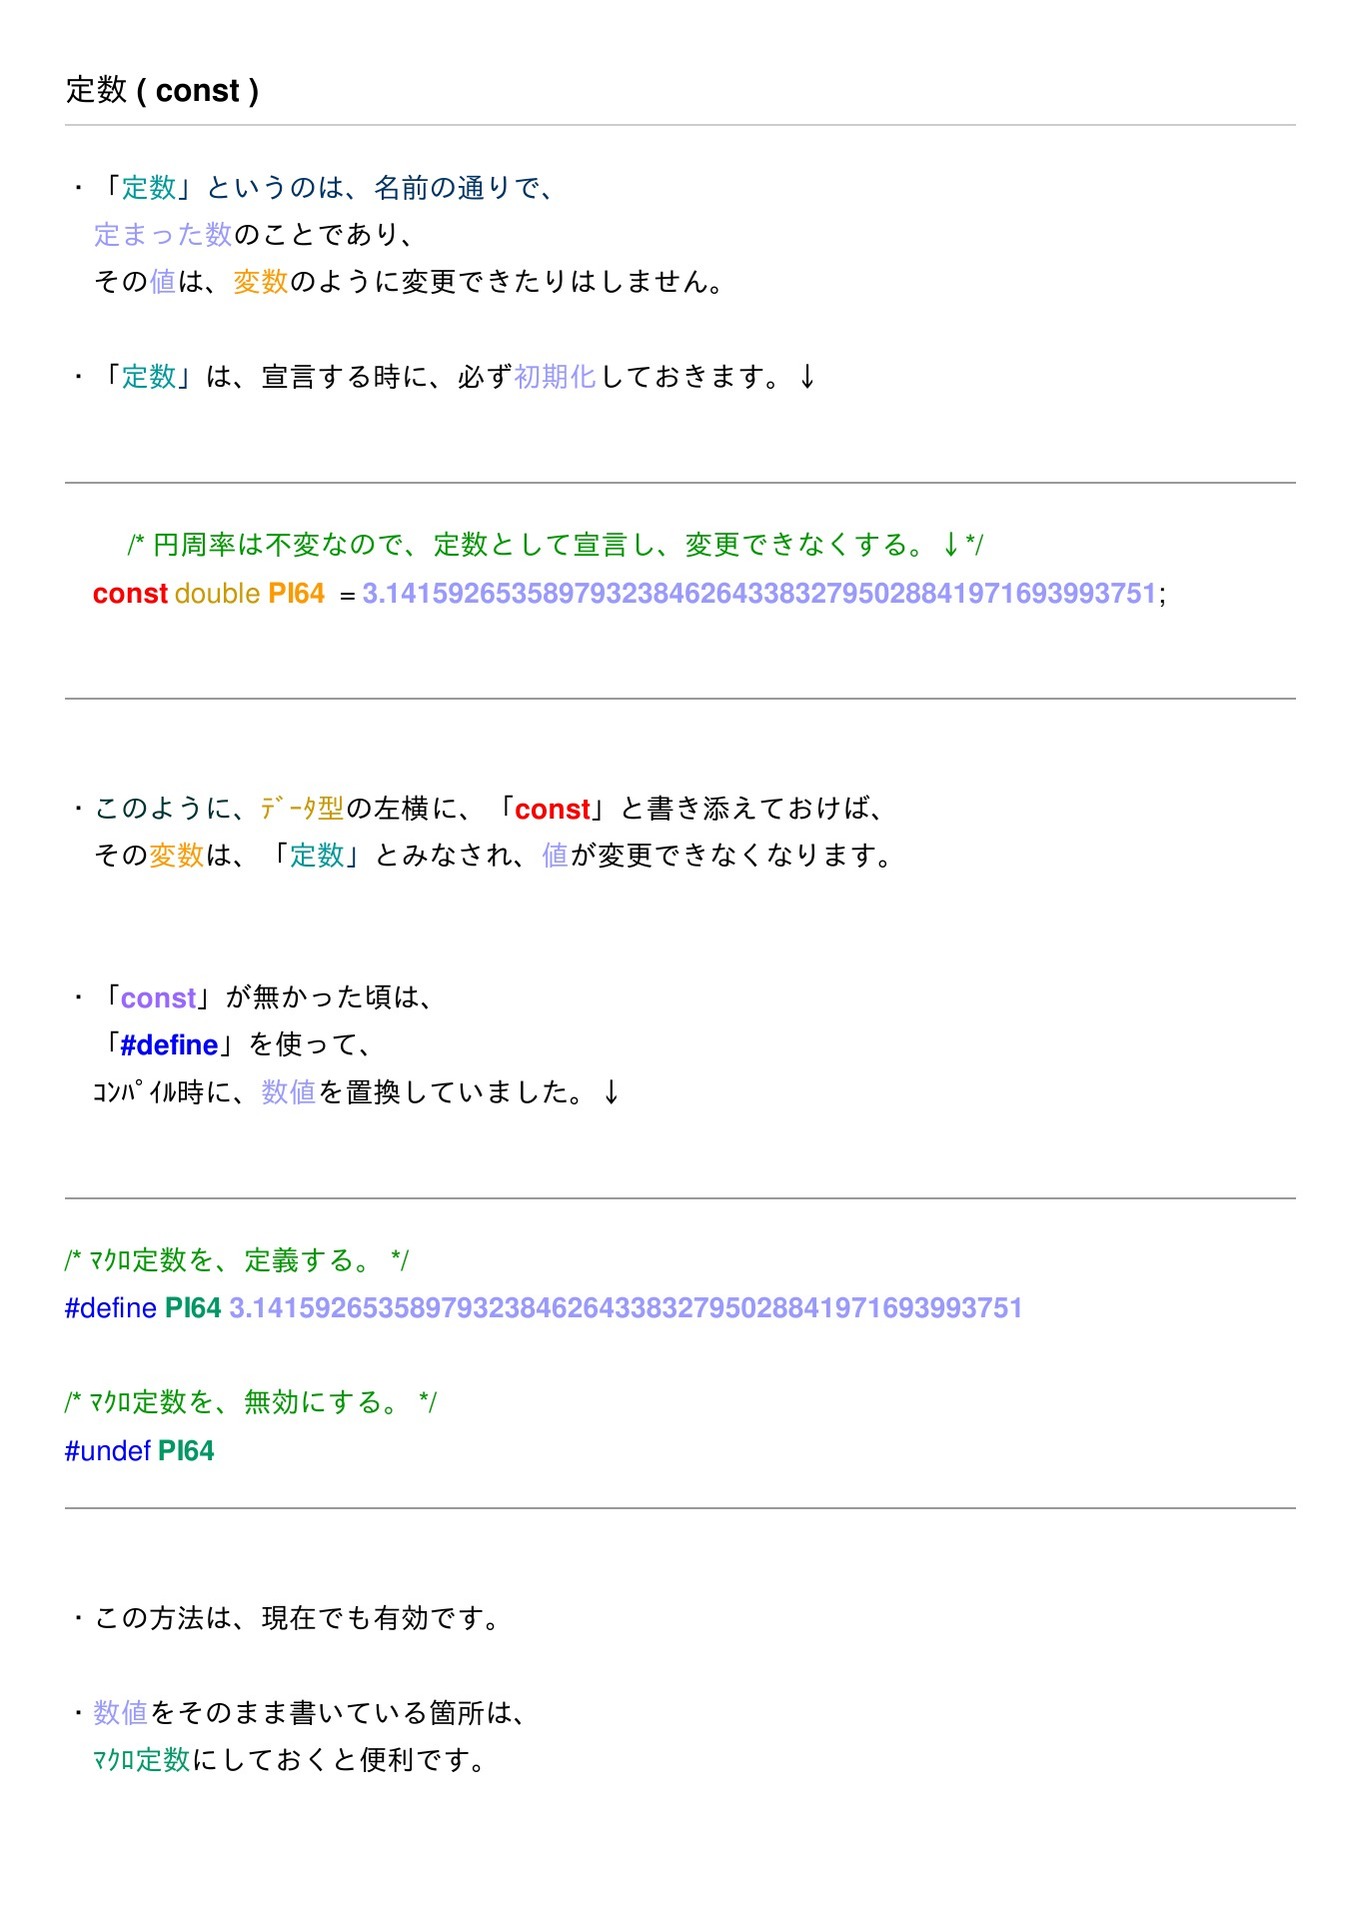 定数 ( const )
・「定数」というのは、名前の通りで、
定まった数のことであり、
その値は、変数のように変更できたりはしません。
・「定数」は、宣言する時に、必ず初期化しておきます。↓
/* 円周率は不変なので、定数として宣言し、変更できなくする。↓*/
const double PI64 = 3.141592653589793238462643383279502884197169399​3751;
・このように、ﾃﾞｰﾀ型の左横に、「const」と書き添えておけば、
その変数は、「定数」とみなされ、値が変更できなくなります。
・「const」が無かった頃は、
「#define」を使って、
ｺﾝﾊﾟｲﾙ時に、数値を置換していました。↓
/* ﾏｸﾛ定数を、定義する。 */
#define PI64 3.1415926535897932384626433832795028841971693993751
/* ﾏｸﾛ定数を、無効にする。 */
#undef PI64
・この方法は、現在でも有効です。
・数値をそのまま書いている箇所は、
ﾏｸﾛ定数にしておくと便利です。